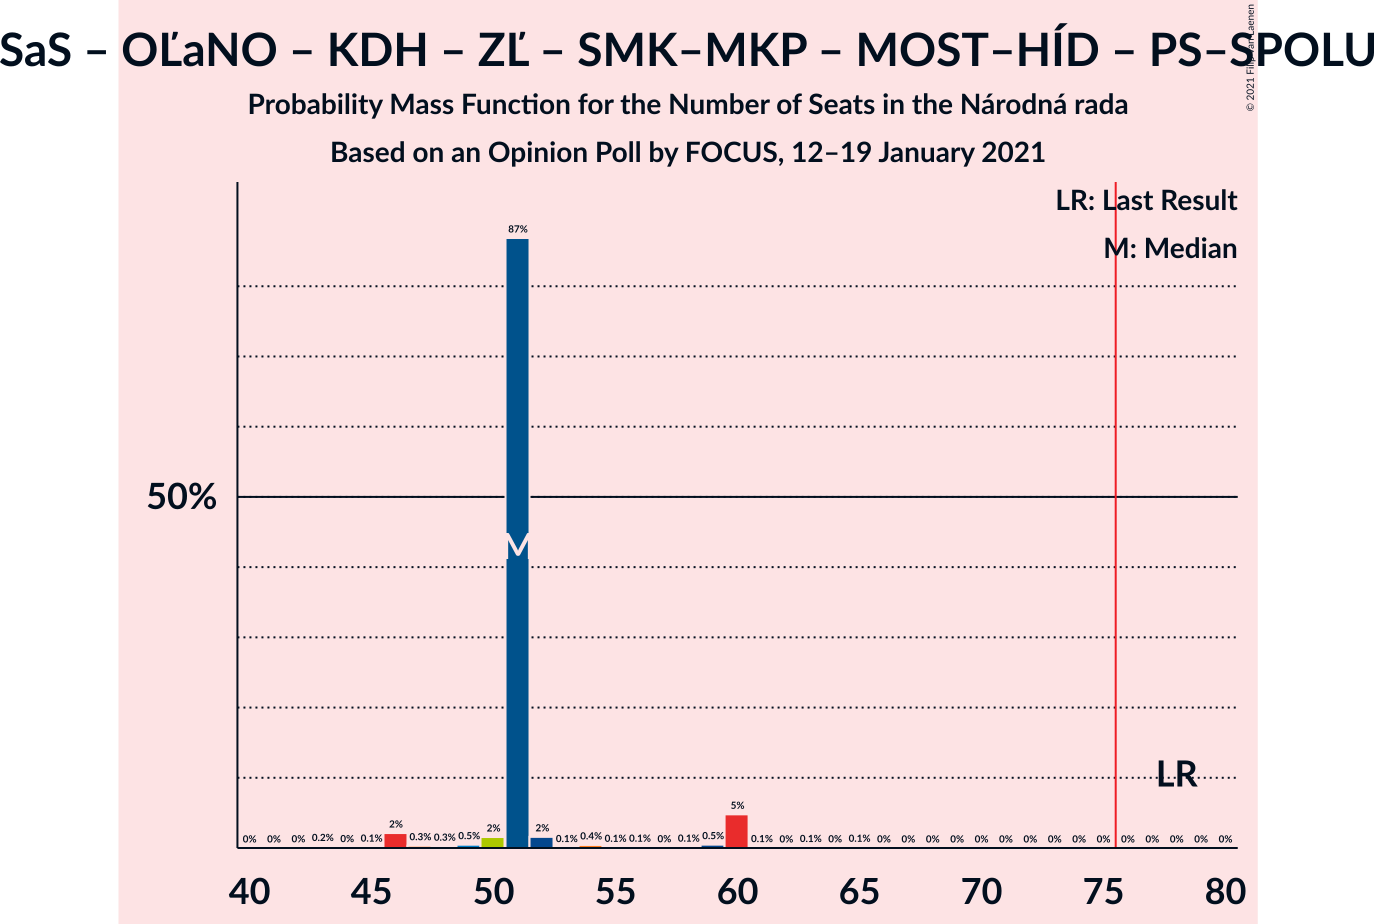 SaS – OĽaNO – KDH – ZĽ – SMK–MKP – MOST–HÍD – PS–SPOLU
© 2021 Filip van Laenen
Probability Mass Function for the Number of Seats in the Národná rada
Based on an Opinion Poll by FOCUS, 12–19 January 2021
LR: Last Result
M: Median
87%
50%
M
LR
0% 0% 0% 0.2% 0% 0.1% 2% 0.3% 0.3% 0.5% 2% 2% 0.1% 0.4% 0.1% 0.1% 0% 0.1% 0.5% 5% 0.1% 0% 0.1% 0% 0.1% 0% 0% 0% 0% 0% 0% 0% 0% 0% 0% 0% 0% 0% 0% 0%
40 45 50 55 60 65 70 75 80